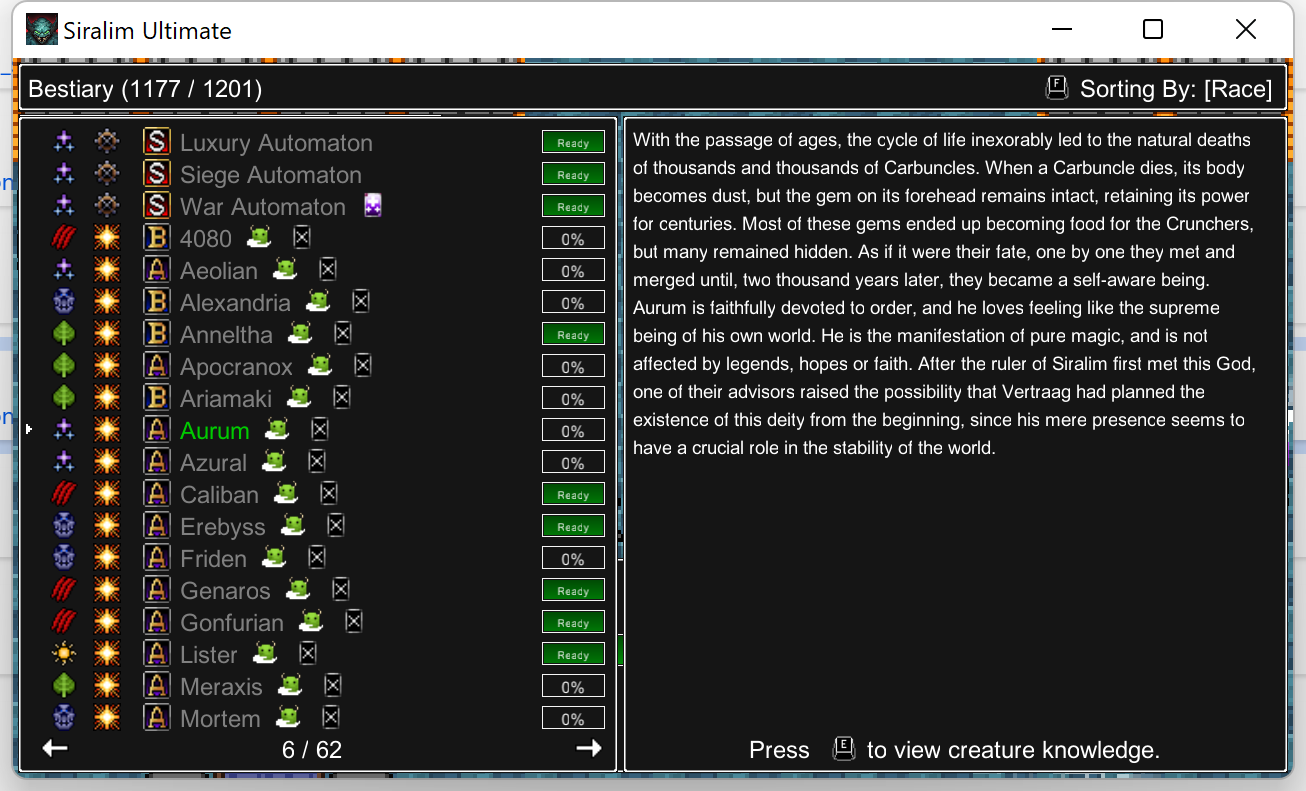 Siralim Ultimate
Bestiary (1177 / 1201)
F Sorting By: [Race]
S Luxury Automaton Ready
S Siege Automaton Ready
S War Automaton Ready
B 4080 0%
A Aeolian 0%
B Alexandria 0%
B Anneltha Ready
A Apocranox 0%
B Ariamaki 0%
A Aurum 0%
A Azural 0%
A Caliban Ready
A Erebyss Ready
A Friden 0%
A Genaros Ready
A Gonfurian Ready
A Lister Ready
A Meraxis 0%
A Mortem 0%
6 / 62
With the passage of ages, the cycle of life inexorably led to the natural deaths
of thousands and thousands of Carbuncles. When a Carbuncle dies, its body
becomes dust, but the gem on its forehead remains intact, retaining its power
for centuries. Most of these gems ended up becoming food for the Crunchers,
but many remained hidden. As if it were their fate, one by one they met and
merged until, two thousand years later, they became a self-aware being.
Aurum is faithfully devoted to order, and he loves feeling like the supreme
being of his own world. He is the manifestation of pure magic, and is not
affected by legends, hopes or faith. After the ruler of Siralim first met this God,
one of their advisors raised the possibility that Vertraag had planned the
existence of this deity from the beginning, since his mere presence seems to
have a crucial role in the stability of the world.
Press E to view creature knowledge.